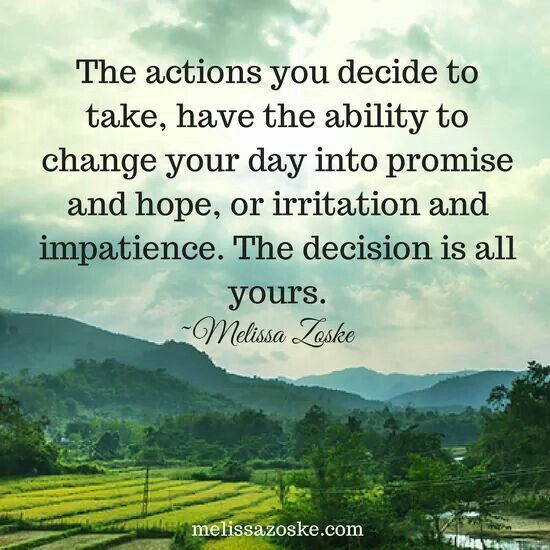 The actions you decide to
take, have the ability to
change your day into promise
and hope, or irritation and
impatience. The decision is all
yours.
~Melissa Zoske
melissazoske.com